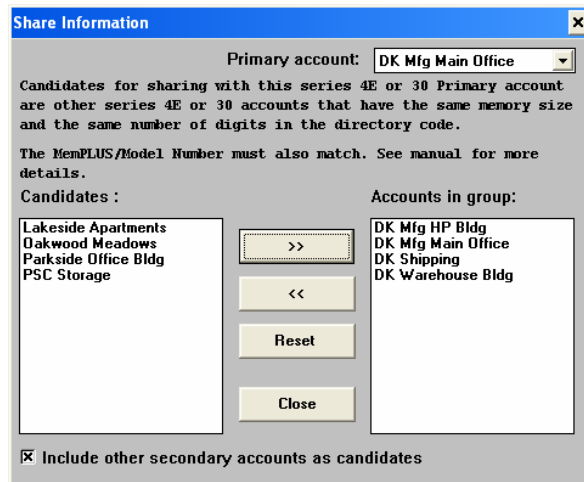 Share Information
Primary account: DK Mfg Main Office
Candidates for sharing with this series 4E or 30 Primary account
are other series 4E or 30 accounts that have the same memory size
and the same number of digits in the directory code.
The MemPLUS/Model Number must also match. See manual for more
details.
Candidates :
Accounts in group:
Lakeside Apartments
Oakwood Meadows
Parkside Office Bldg
PSC Storage
>>
<<
Reset
Close
DK Mfg HP Bldg
DK Mfg Main Office
DK Shipping
DK Warehouse Bldg
Include other secondary accounts as candidates